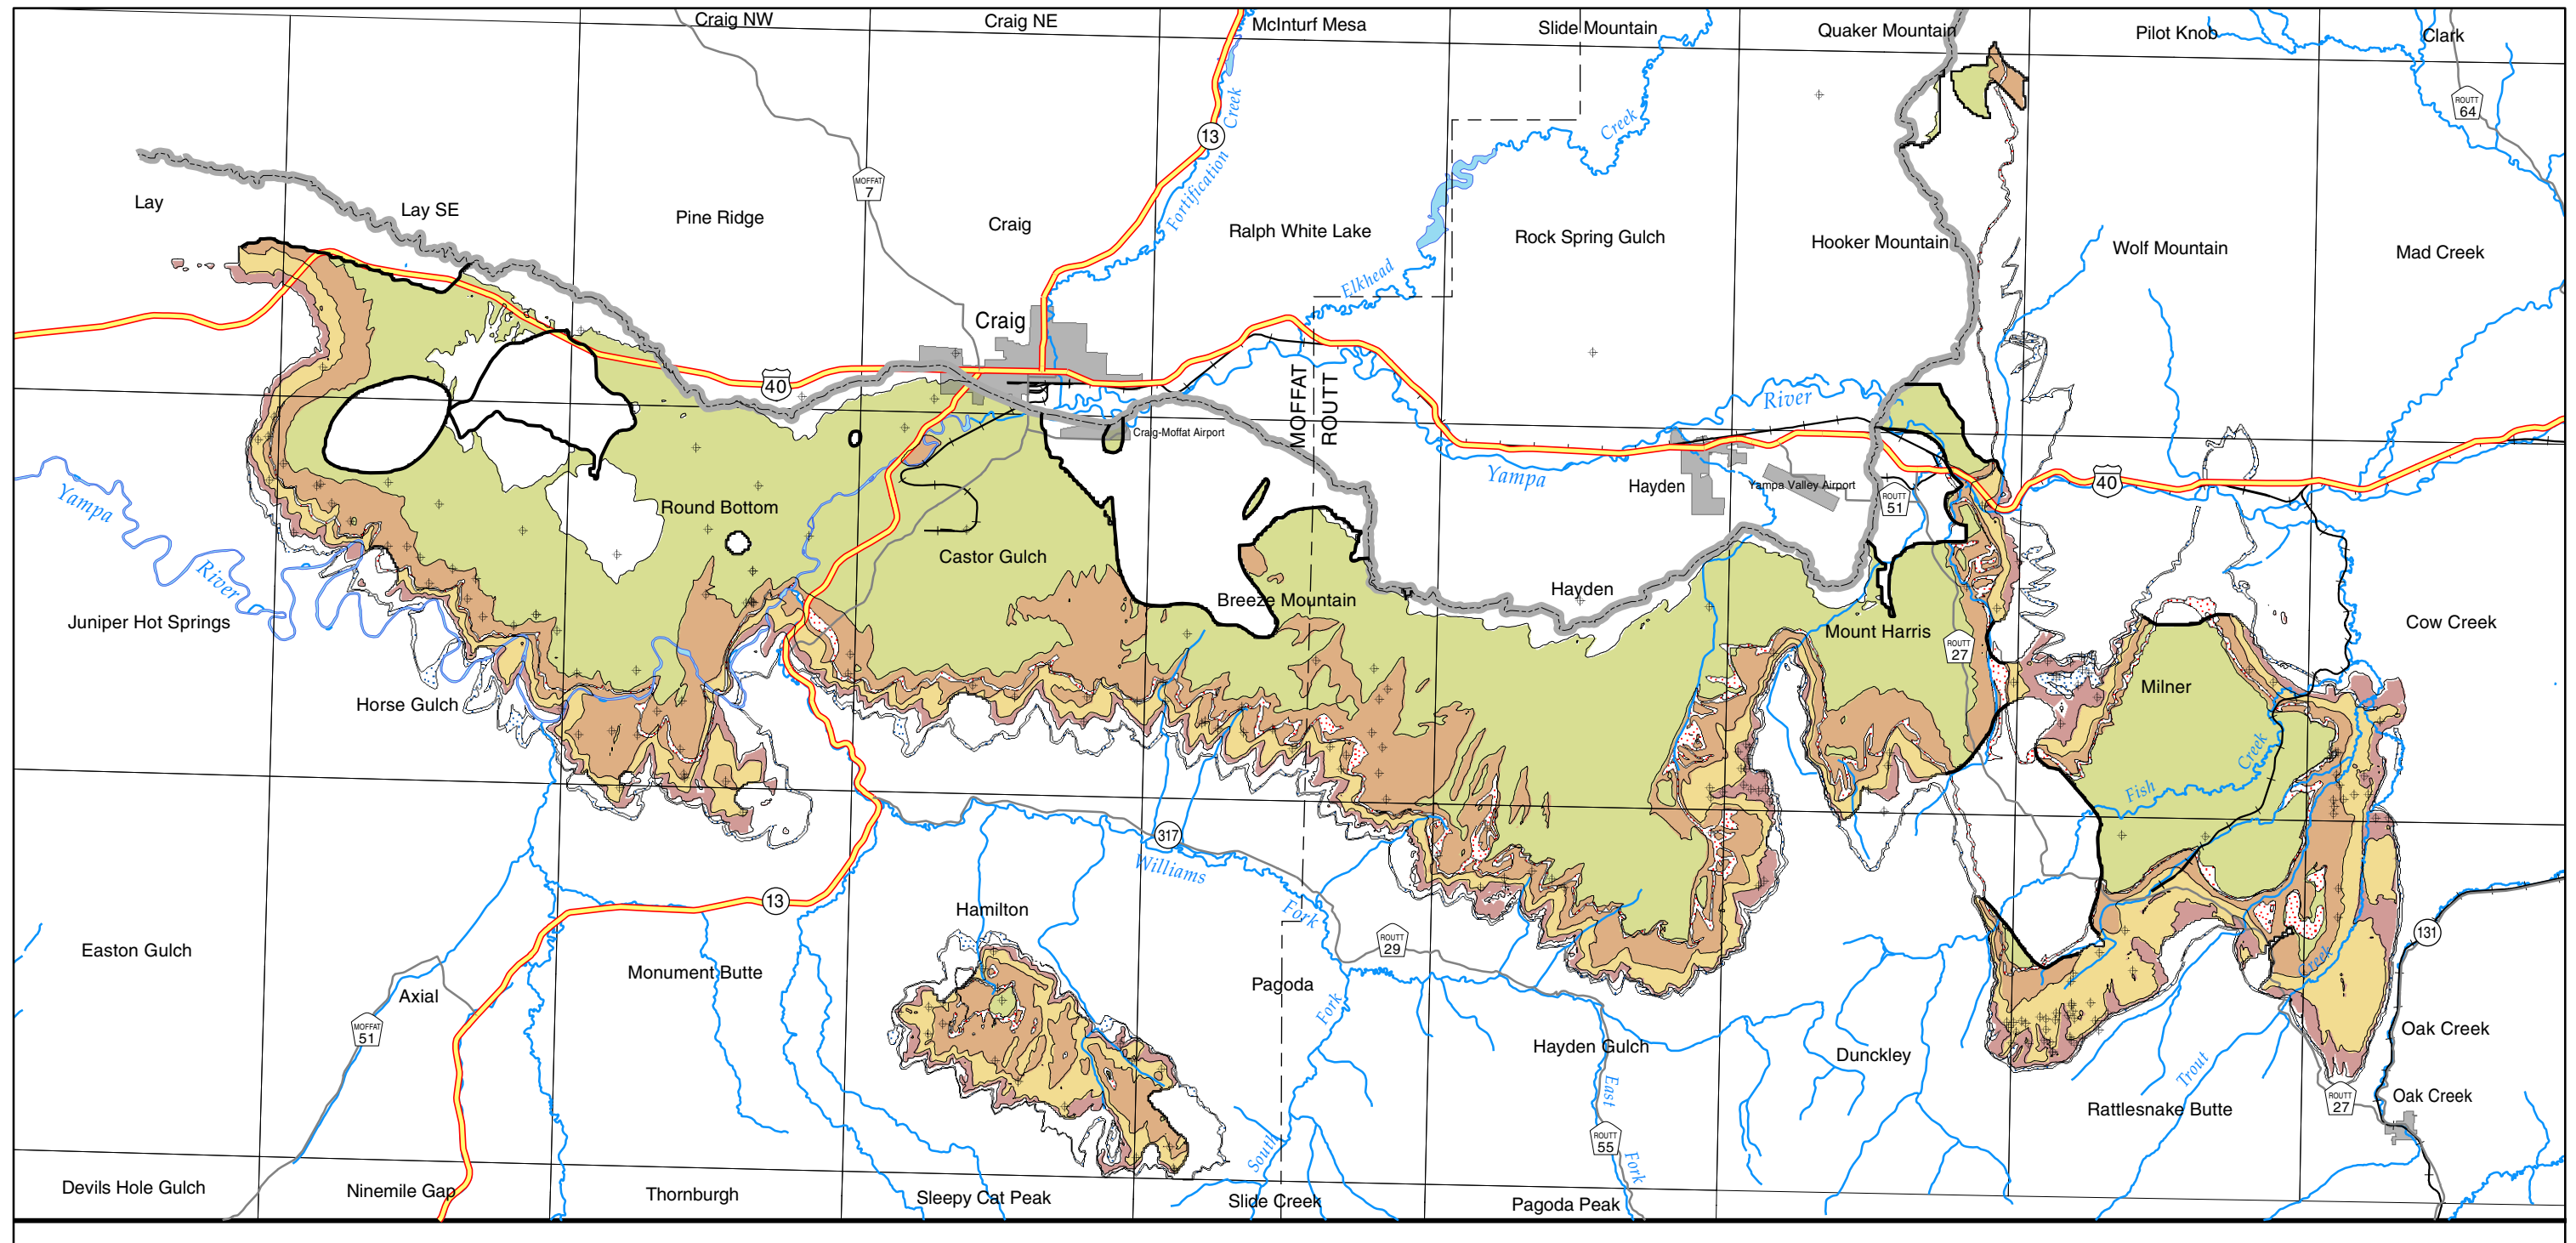 Craig NW
Craig NE
McInturf Mesa
Slide Mountain
Quaker Mountain
Pilot Knob
Clark
ROUTT
64
Creek
13
Fortification
Creek
MOFFAT
7
Lay
Lay SE
Pine Ridge
Craig
Ralph White Lake
Rock Spring Gulch
Hooker Mountain
Wolf Mountain
Mad Creek
Elkhead
Craig
40
MOFFAT
ROUTT
River
Craig-Moffat Airport
Yampa
Hayden
Yampa Valley Airport
ROUTT
51
40
Yampa
River
Round Bottom
Castor Gulch
Breeze Mountain
Hayden
Mount Harris
ROUTT
27
Juniper Hot Springs
Cow Creek
Horse Gulch
Milner
Creek
Fish
317
Williams
Fork
Hamilton
13
ROUTT
29
131
Easton Gulch
Axial
Monument Butte
Pagoda
Creek
MOFFAT
51
Fork
Hayden Gulch
Dunckley
Oak Creek
Trout
East
ROUTT
27
Oak Creek
Rattlesnake Butte
ROUTT
55
South
Fork
Devils Hole Gulch
Ninemile Gap
Thornburgh
Sleepy Cat Peak
Slide Creek
Pagoda Peak